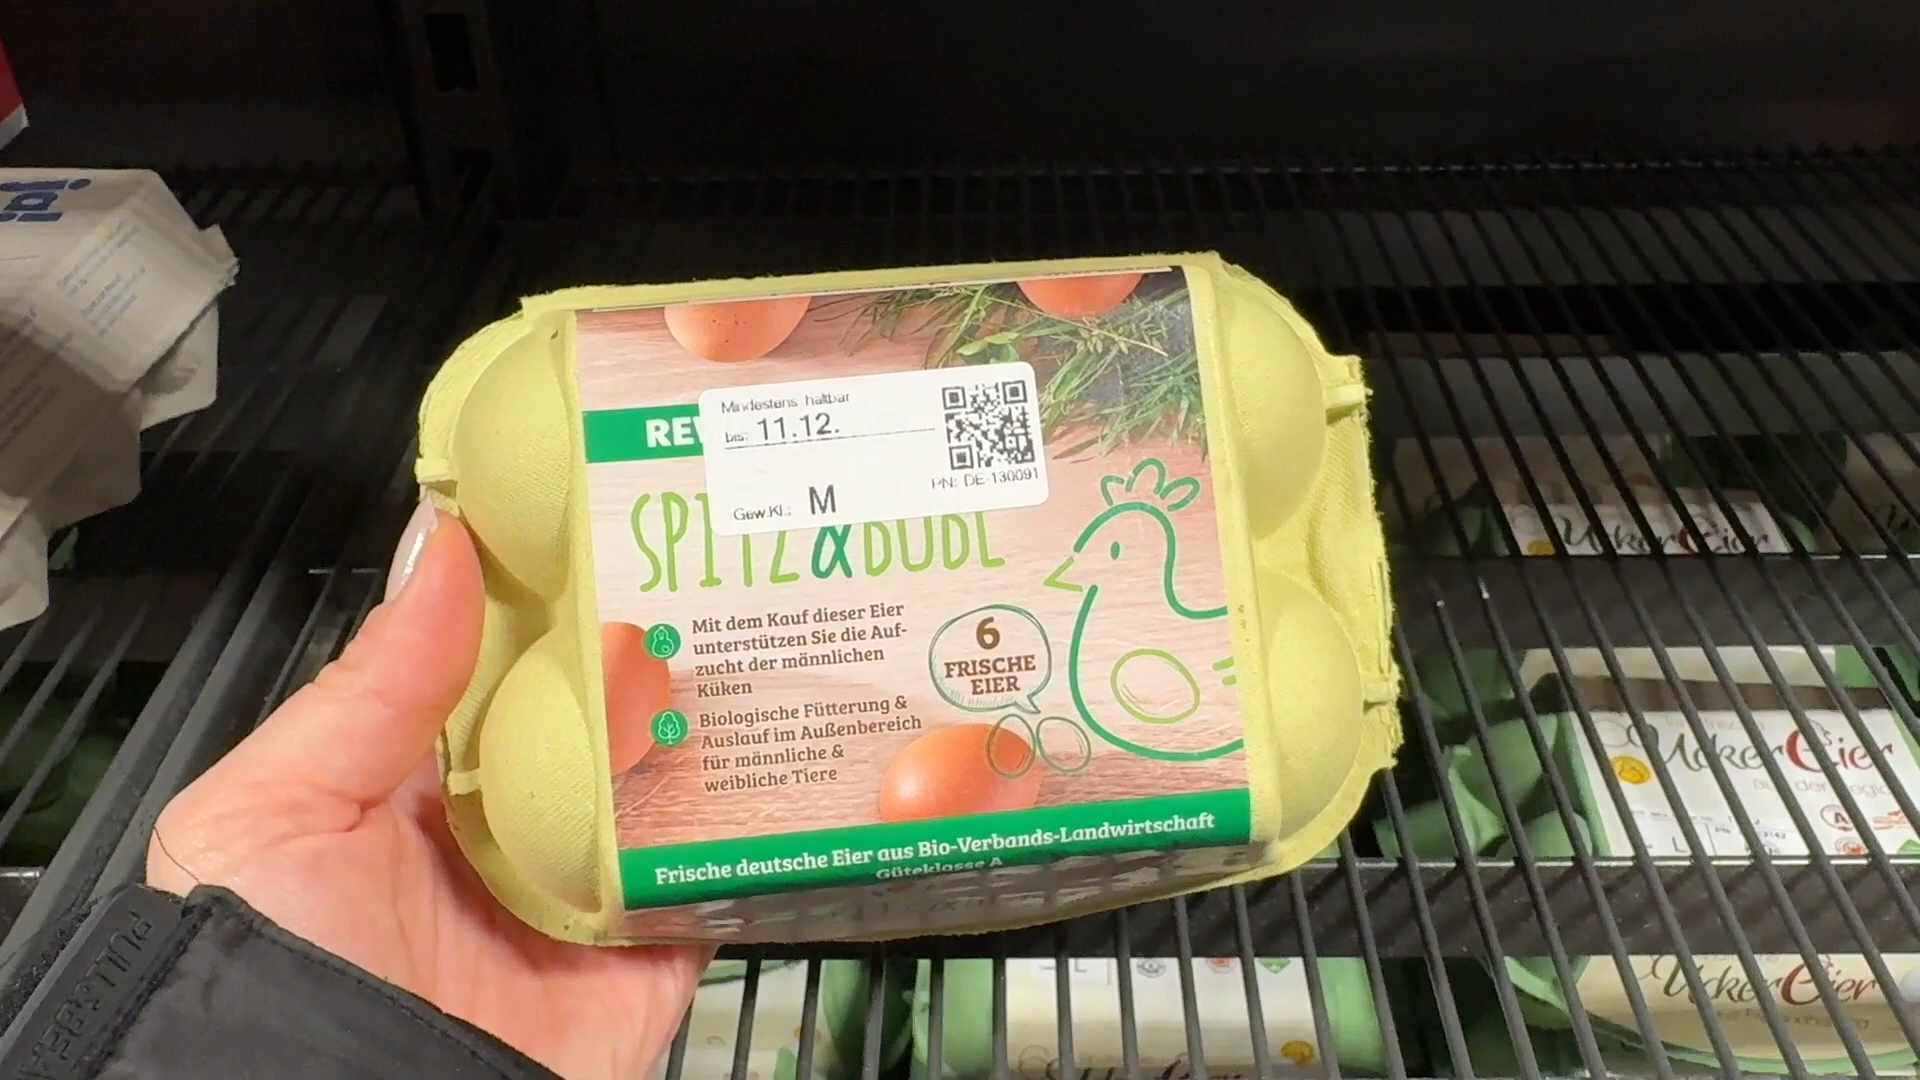 Mindestens haltbar
bis: 11.12.
PN: DE-130091
Gew.Kl.: M
SPITZ & BUBE
Mit dem Kauf dieser Eier
unterstützen Sie die Auf-
zucht der männlichen
Küken
Biologische Fütterung &
Auslauf im Außenbereich
für männliche &
weibliche Tiere
6
FRISCHE
EIER
Frische deutsche Eier aus Bio-Verbands-Landwirtschaft
Güteklasse A
UckerEier
UckerEier
UckerEier
PULL&BEAR